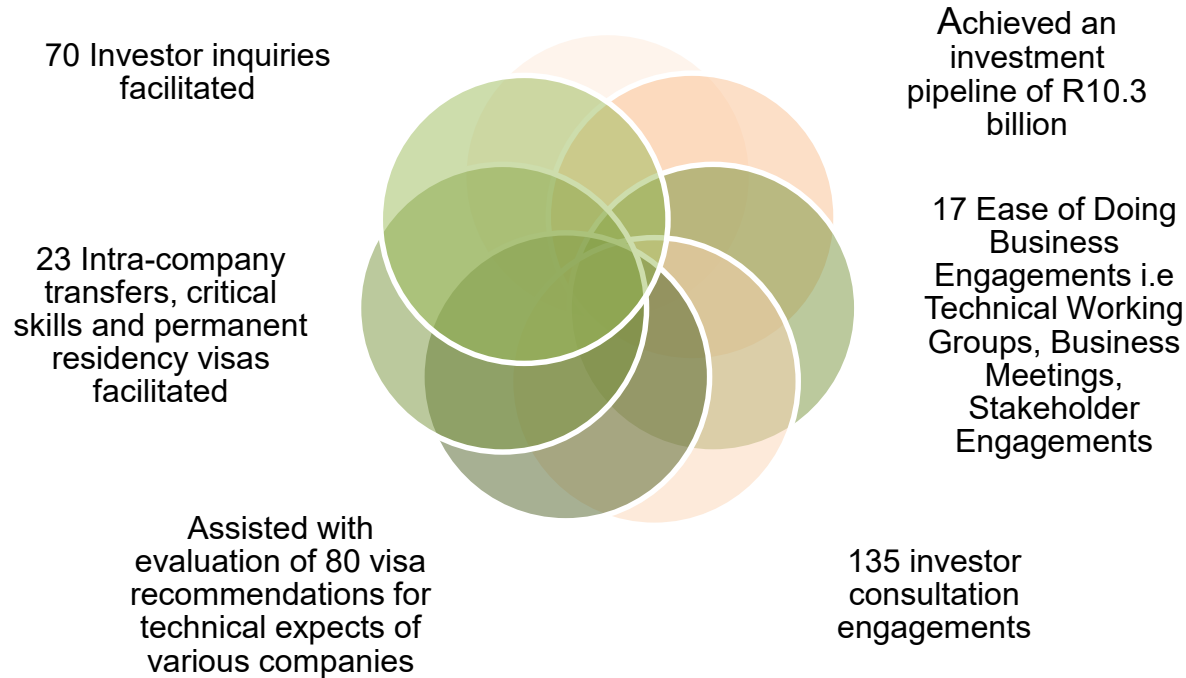 70 Investor inquiries
facilitated
Achieved an
investment
pipeline of R10.3
billion
17 Ease of Doing
Business
Engagements i.e
Technical Working
Groups, Business
Meetings,
Stakeholder
Engagements
23 Intra-company
transfers, critical
skills and permanent
residency visas
facilitated
Assisted with
evaluation of 80 visa
recommendations for
technical expects of
various companies
135 investor
consultation
engagements